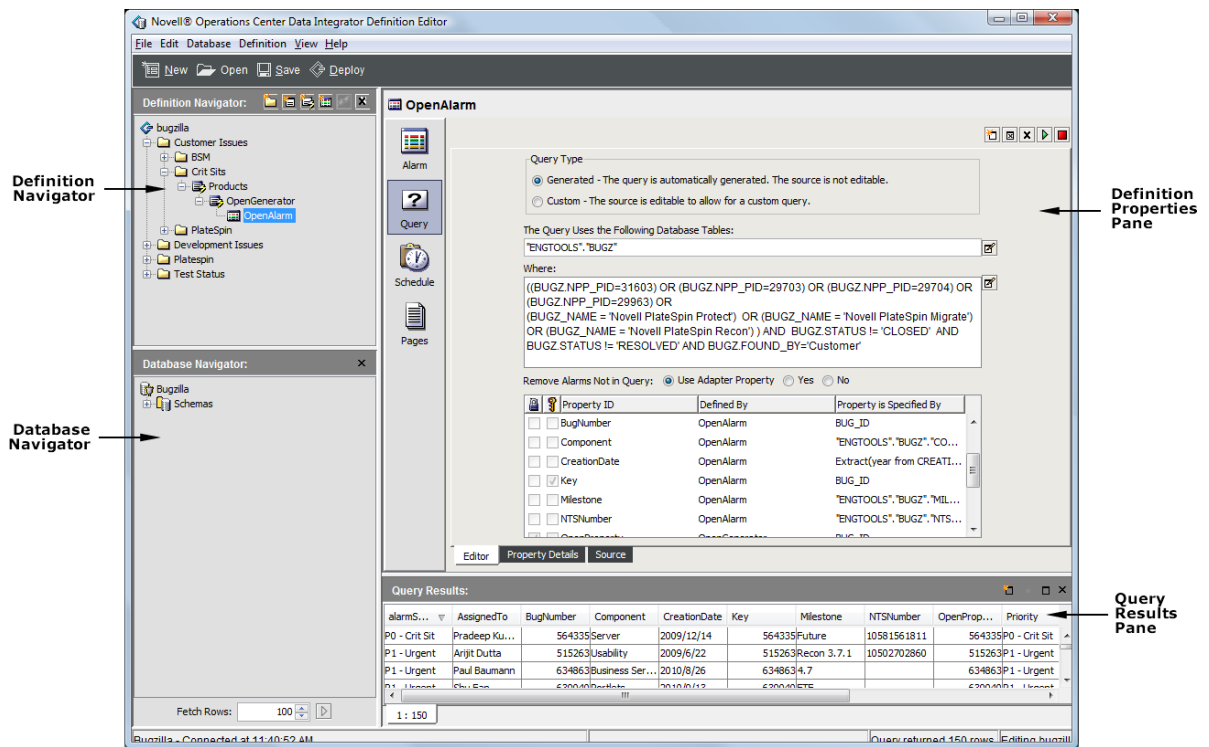 Novell® Operations Center Data Integrator Definition Editor
File Edit Database Definition View Help
New Open Save Deploy
Definition Navigator:
bugzilla
Customer Issues
BSM
Crit Sits
Products
OpenGenerator
OpenAlarm
PlateSpin
Development Issues
Platespin
Test Status
Definition
Navigator
Database Navigator:
Bugzilla
Schemas
Database
Navigator
Fetch Rows: 100
OpenAlarm
Alarm
Query
Schedule
Pages
Query Type
Generated - The query is automatically generated. The source is not editable.
Custom - The source is editable to allow for a custom query.
The Query Uses the Following Database Tables:
"ENGTOOLS"."BUGZ"
Where:
((BUGZ.NPP_PID=31603) OR (BUGZ.NPP_PID=29703) OR (BUGZ.NPP_PID=29704) OR
(BUGZ.NPP_PID=29963) OR
(BUGZ_NAME = 'Novell PlateSpin Protect') OR (BUGZ_NAME = 'Novell PlateSpin Migrate')
OR (BUGZ_NAME = 'Novell PlateSpin Recon') ) AND BUGZ.STATUS != 'CLOSED' AND
BUGZ.STATUS != 'RESOLVED' AND BUGZ.FOUND_BY='Customer'
Remove Alarms Not in Query: Use Adapter Property Yes No
Property ID Defined By Property is Specified By
BugNumber OpenAlarm BUG_ID
Component OpenAlarm "ENGTOOLS"."BUGZ"."CO...
CreationDate OpenAlarm Extract(year from CREATI...
Key OpenAlarm BUG_ID
Milestone OpenAlarm "ENGTOOLS"."BUGZ"."MIL...
NTSNumber OpenAlarm "ENGTOOLS"."BUGZ"."NTS...
OpenProperty OpenGenerator BUG_ID
Editor Property Details Source
Definition
Properties
Pane
Query Results:
alarmS... AssignedTo BugNumber Component CreationDate Key Milestone NTSNumber OpenProp... Priority
P0 - Crit Sit Pradeep Ku... 564335 Server 2009/12/14 564335 Future 10581561811 564335 P0 - Crit Sit
P1 - Urgent Arijit Dutta 515263 Usability 2009/6/22 515263 Recon 3.7.1 10502702860 515263 P1 - Urgent
P1 - Urgent Paul Baumann 634863 Business Ser... 2010/8/26 634863 4.7 634863 P1 - Urgent
P1 - Urgent
1 : 150
Query
Results
Pane
Bugzilla - Connected at 11:40:52 AM
Query returned 150 rows Editing bugzill